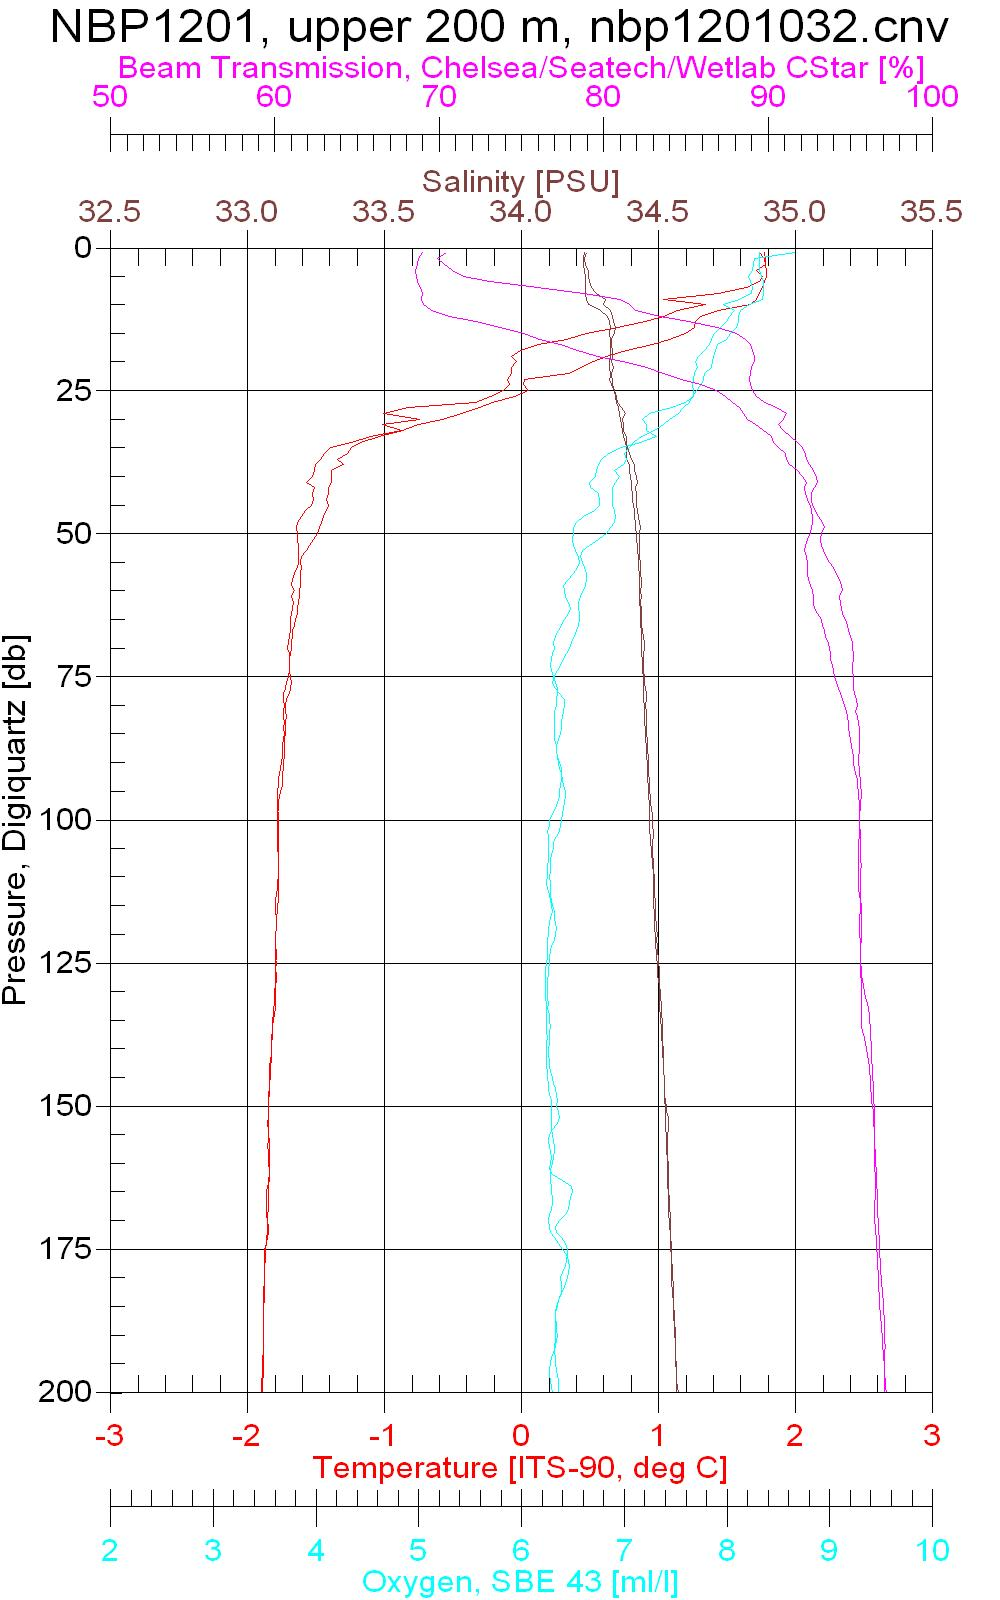 NBP1201, upper 200 m, nbp1201032.cnv
Beam Transmission, Chelsea/Seatech/Wetlab CStar [%]
50 60 70 80 90 100
Salinity [PSU]
32.5 33.0 33.5 34.0 34.5 35.0 35.5
0
25
50
75
100
125
150
175
200
Pressure, Digiquartz [db]
-3 -2 -1 0 1 2 3
Temperature [ITS-90, deg C]
2 3 4 5 6 7 8 9 10
Oxygen, SBE 43 [ml/l]